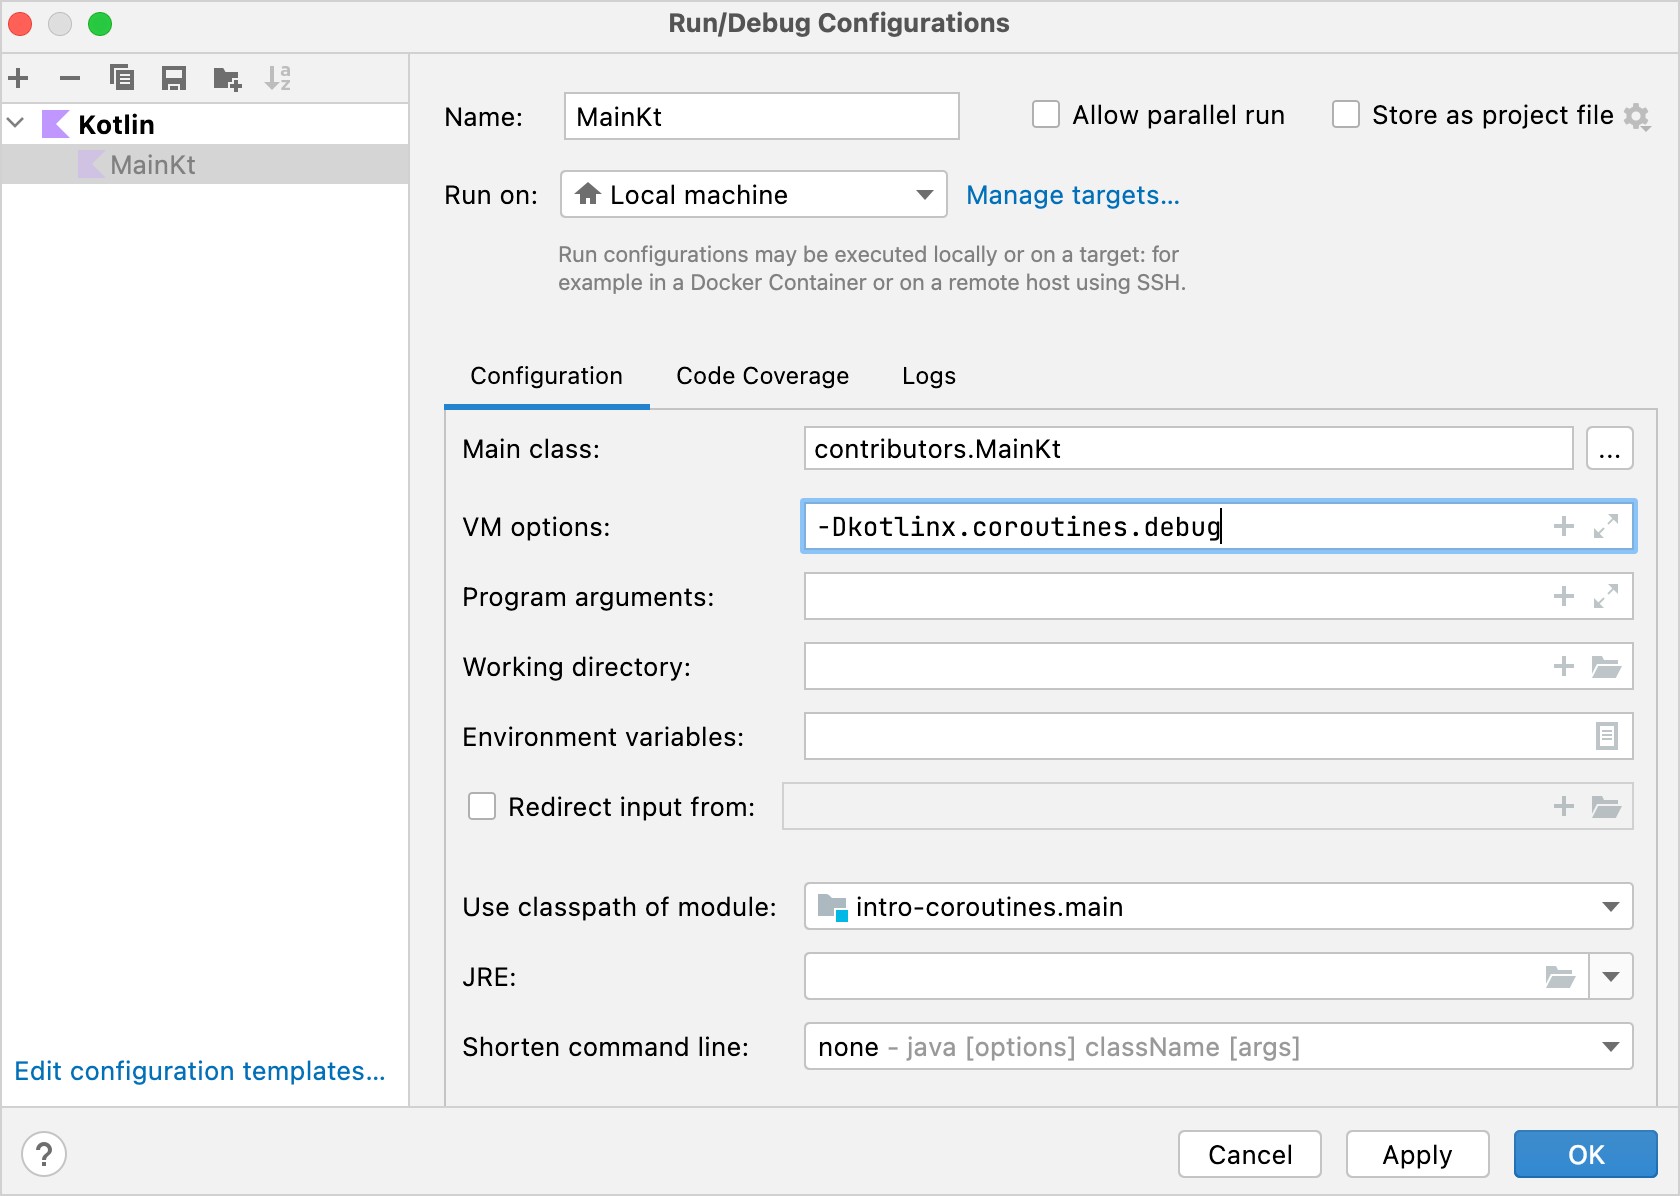 Run/Debug Configurations
Kotlin
MainKt
Edit configuration templates...
Name: MainKt Allow parallel run Store as project file
Run on: Local machine Manage targets...
Run configurations may be executed locally or on a target: for
example in a Docker Container or on a remote host using SSH.
Configuration Code Coverage Logs
Main class: contributors.MainKt ...
VM options: -Dkotlinx.coroutines.debug
Program arguments:
Working directory:
Environment variables:
Redirect input from:
Use classpath of module: intro-coroutines.main
JRE:
Shorten command line: none - java [options] className [args]
? Cancel Apply OK